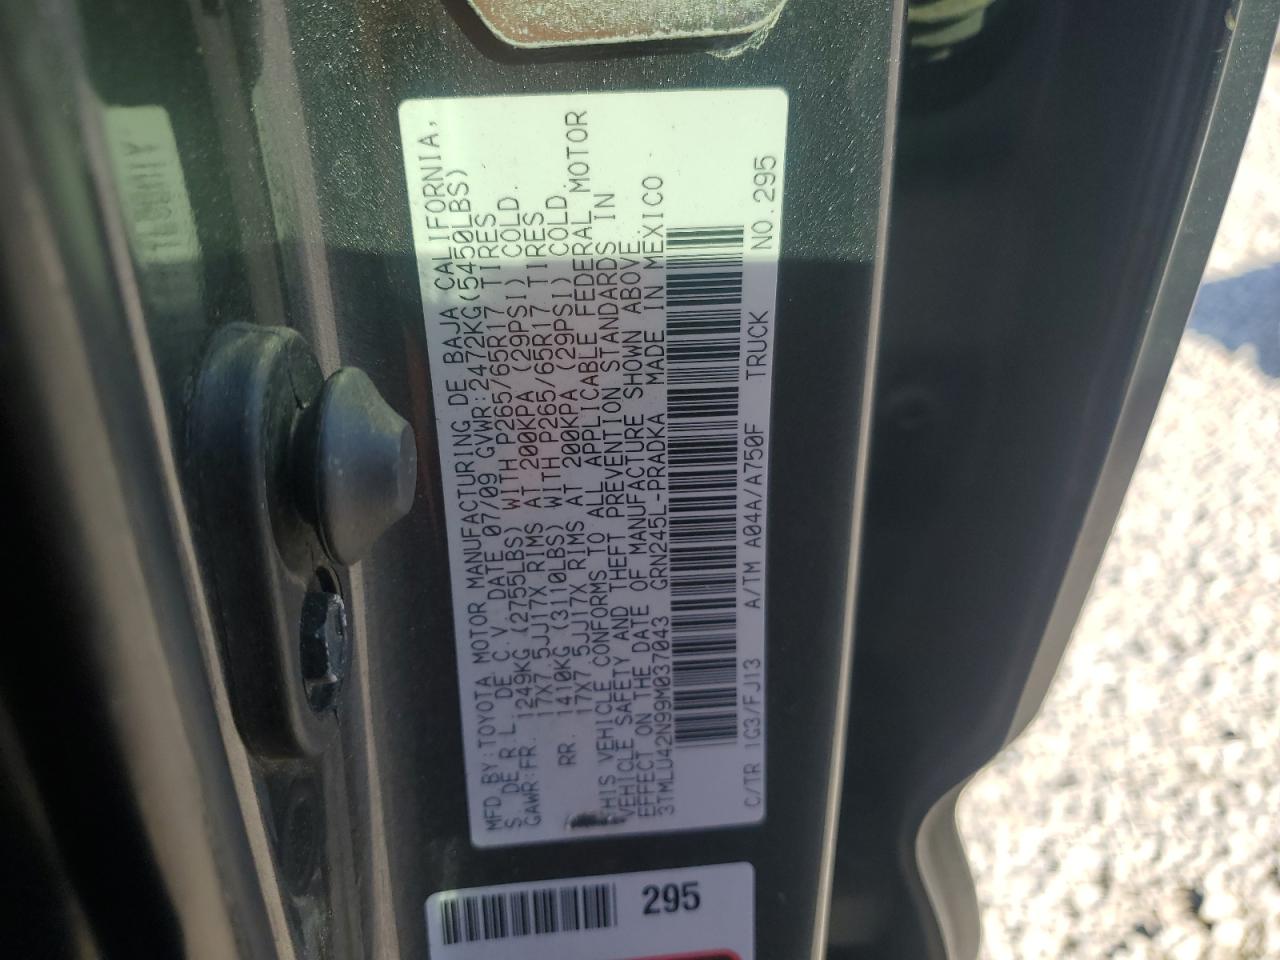 MFD BY:TOYOTA MOTOR MANUFACTURING DE BAJA CALIFORNIA,
S. DE R.L. DE C.V. DATE 07/09 GVWR:2472KG(5450LBS)
GAWR:FR. 1249KG (2755LBS) WITH P265/65R17 TIRES
17X7.5JJ17X RIMS AT 200KPA (29PSI) COLD.
RR. 1410KG(3110LBS) WITH P265/65R17 TIRES
17X7.5JJ17X RIMS AT 200KPA (29PSI) COLD
THIS VEHICLE CONFORMS TO ALL APPLICABLE FEDERAL MOTOR
VEHICLE SAFETY AND THEFT PREVENTION STANDARDS IN
EFFECT ON THE DATE OF MANUFACTURE SHOWN ABOVE
3TMLU42N99M037043 GRN245L-PRADKA MADE IN MEXICO
C/TR 1G3/FJ13 A/TM A04A/A750F TRUCK NO.295
295